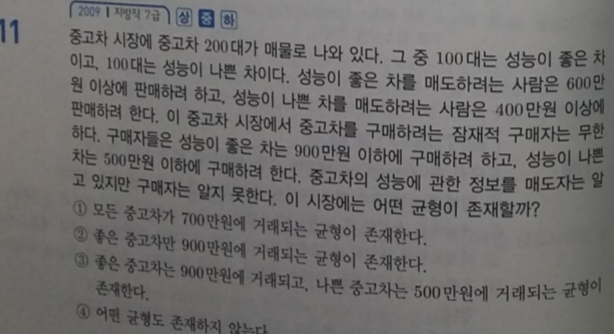 2009 | 지방직 7급 상 중 하
11
중고차 시장에 중고차 200대가 매물로 나와 있다. 그 중 100대는 성능이 좋은 차
이고, 100대는 성능이 나쁜 차이다. 성능이 좋은 차를 매도하려는 사람은 600만
원 이상에 판매하려 하고, 성능이 나쁜 차를 매도하려는 사람은 400만원 이상에
판매하려 한다. 이 중고차 시장에서 중고차를 구매하려는 잠재적 구매자는 무한
하다. 구매자들은 성능이 좋은 차는 900만원 이하에 구매하려 하고, 성능이 나쁜
차는 500만원 이하에 구매하려 한다. 중고차의 성능에 관한 정보를 매도자는 알
고 있지만 구매자는 알지 못한다. 이 시장에는 어떤 균형이 존재할까?
① 모든 중고차가 700만원에 거래되는 균형이 존재한다.
② 좋은 중고차만 900만원에 거래되는 균형이 존재한다.
③ 좋은 중고차는 900만원에 거래되고, 나쁜 중고차는 500만원에 거래되는 균형이
존재한다.
④ 어떤 균형도 존재하지 않는다